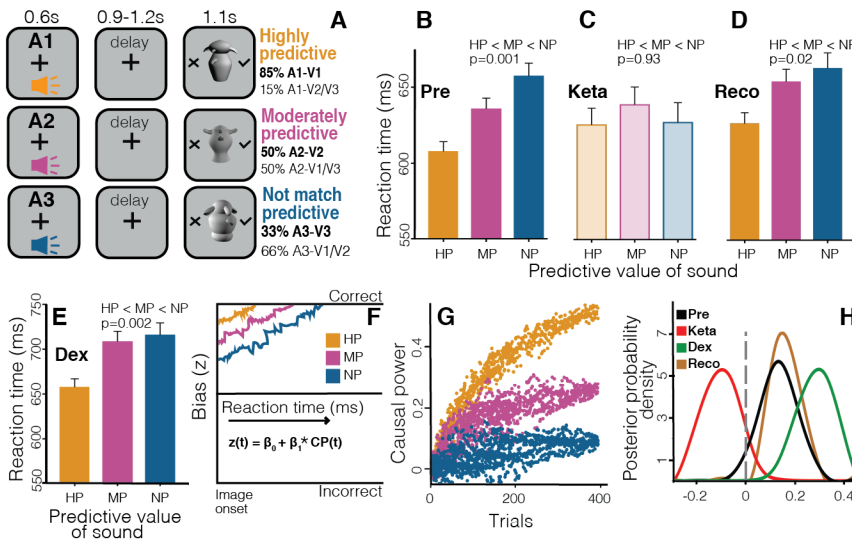 0.6s
0.9-1.2s
1.1s
A
A1
+
delay
+
Highly
predictive
85% A1-V1
15% A1-V2/V3
A2
+
delay
+
Moderately
predictive
50% A2-V2
50% A2-V1/V3
A3
+
delay
+
Not match
predictive
33% A3-V3
66% A3-V1/V2
B
HP < MP < NP
p=0.001
Pre
Reaction time (ms)
650
600
550
HP
MP
NP
C
HP < MP < NP
p=0.93
Keta
HP
MP
NP
D
HP < MP < NP
p=0.02
Reco
HP
MP
NP
Predictive value of sound
E
HP < MP < NP
p=0.002
Dex
Reaction time (ms)
750
700
650
600
550
HP
MP
NP
Predictive value
of sound
F
Correct
HP
MP
NP
Bias (z)
Reaction time (ms)
z(t) = β0 + β1* CP(t)
Image
onset
Incorrect
G
Causal power
0.4
0.2
0
0
200
400
Trials
H
Pre
Keta
Dex
Reco
Posterior probability
density
7
5
3
1
-0.2
0
0.2
0.4